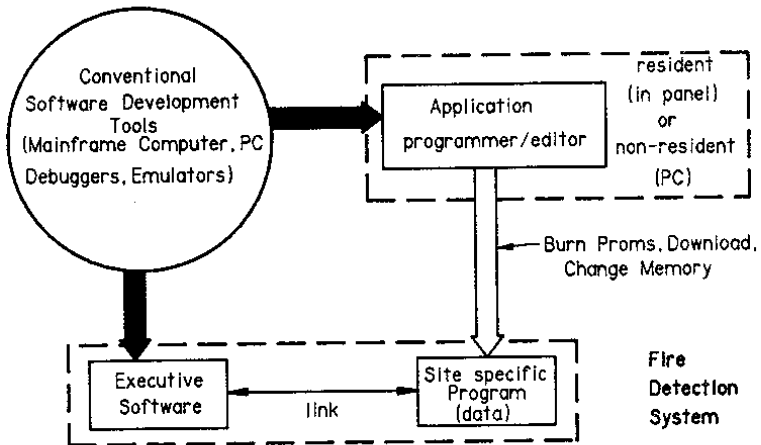 Conventional
Software Development
Tools
(Mainframe Computer, PC
Debuggers, Emulators)
Application
programmer/editor
resident
(in panel)
or
non-resident
(PC)
Burn Proms, Download,
Change Memory
Executive
Software
link
Site specific
Program
(data)
Fire
Detection
System